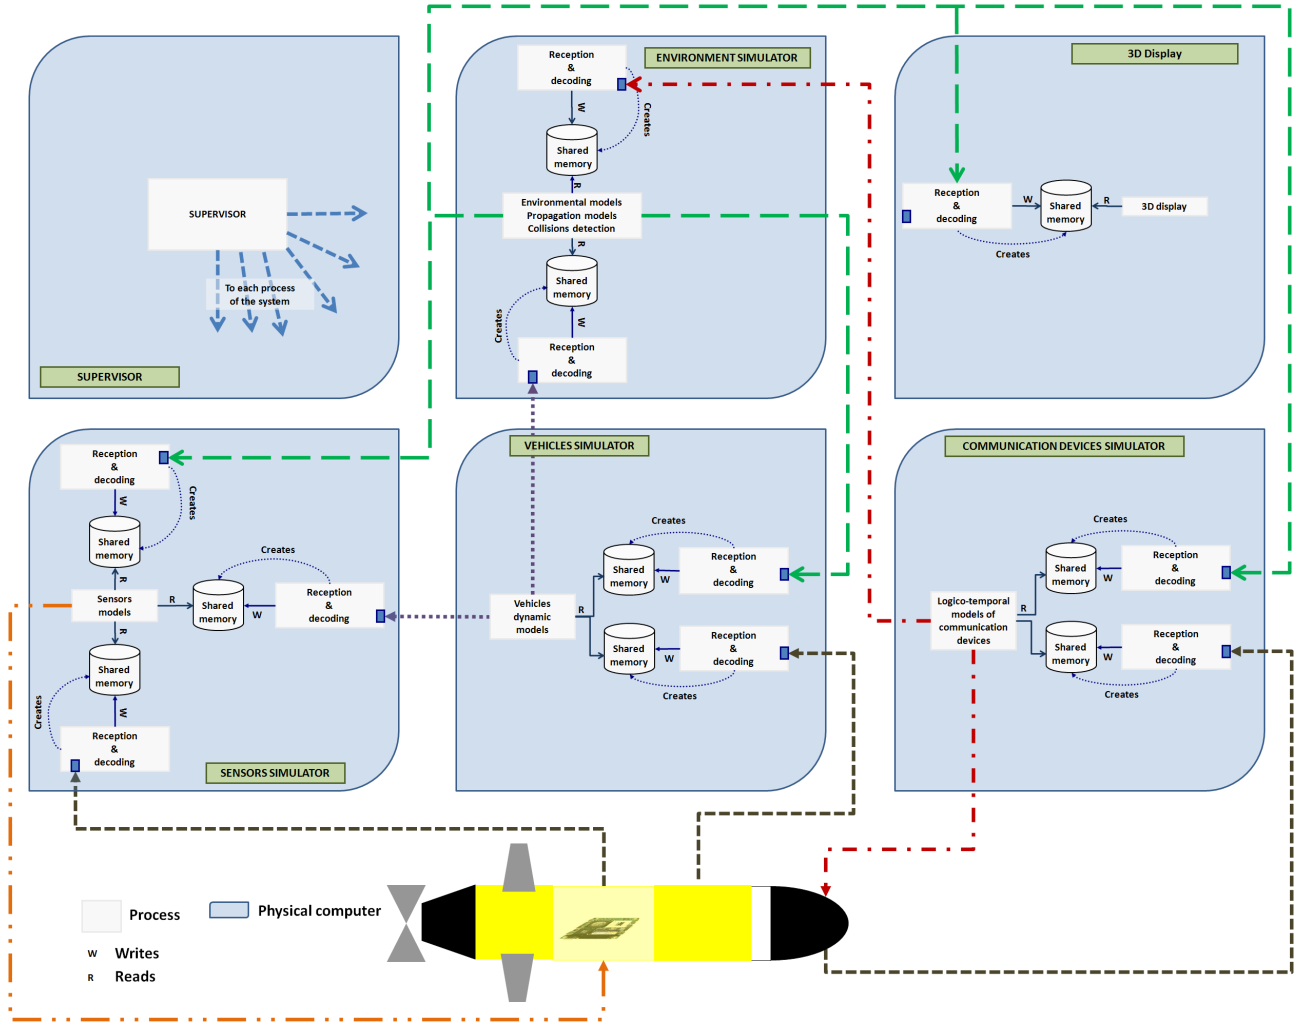 SUPERVISOR
To each process
of the system
SUPERVISOR
ENVIRONMENT SIMULATOR
Reception
&
decoding
W
Creates
Shared
memory
R
Environmental models
Propagation models
Collisions detection
R
Shared
memory
Creates
W
Reception
&
decoding
3D Display
Reception
&
decoding
W
Shared
memory
R
3D display
Creates
Reception
&
decoding
W
Creates
Shared
memory
R
Sensors
models
R
Shared
memory
Creates
W
Reception
&
decoding
R
Shared
memory
Creates
W
Reception
&
decoding
SENSORS SIMULATOR
VEHICLES SIMULATOR
Creates
Shared
memory
W
Reception
&
decoding
Vehicles
dynamic
models
R
Shared
memory
W
Reception
&
decoding
Creates
COMMUNICATION DEVICES SIMULATOR
Creates
Shared
memory
W
Reception
&
decoding
Logico-temporal
models of
communication
devices
R
Shared
memory
W
Reception
&
decoding
Creates
Process
Physical computer
W Writes
R Reads